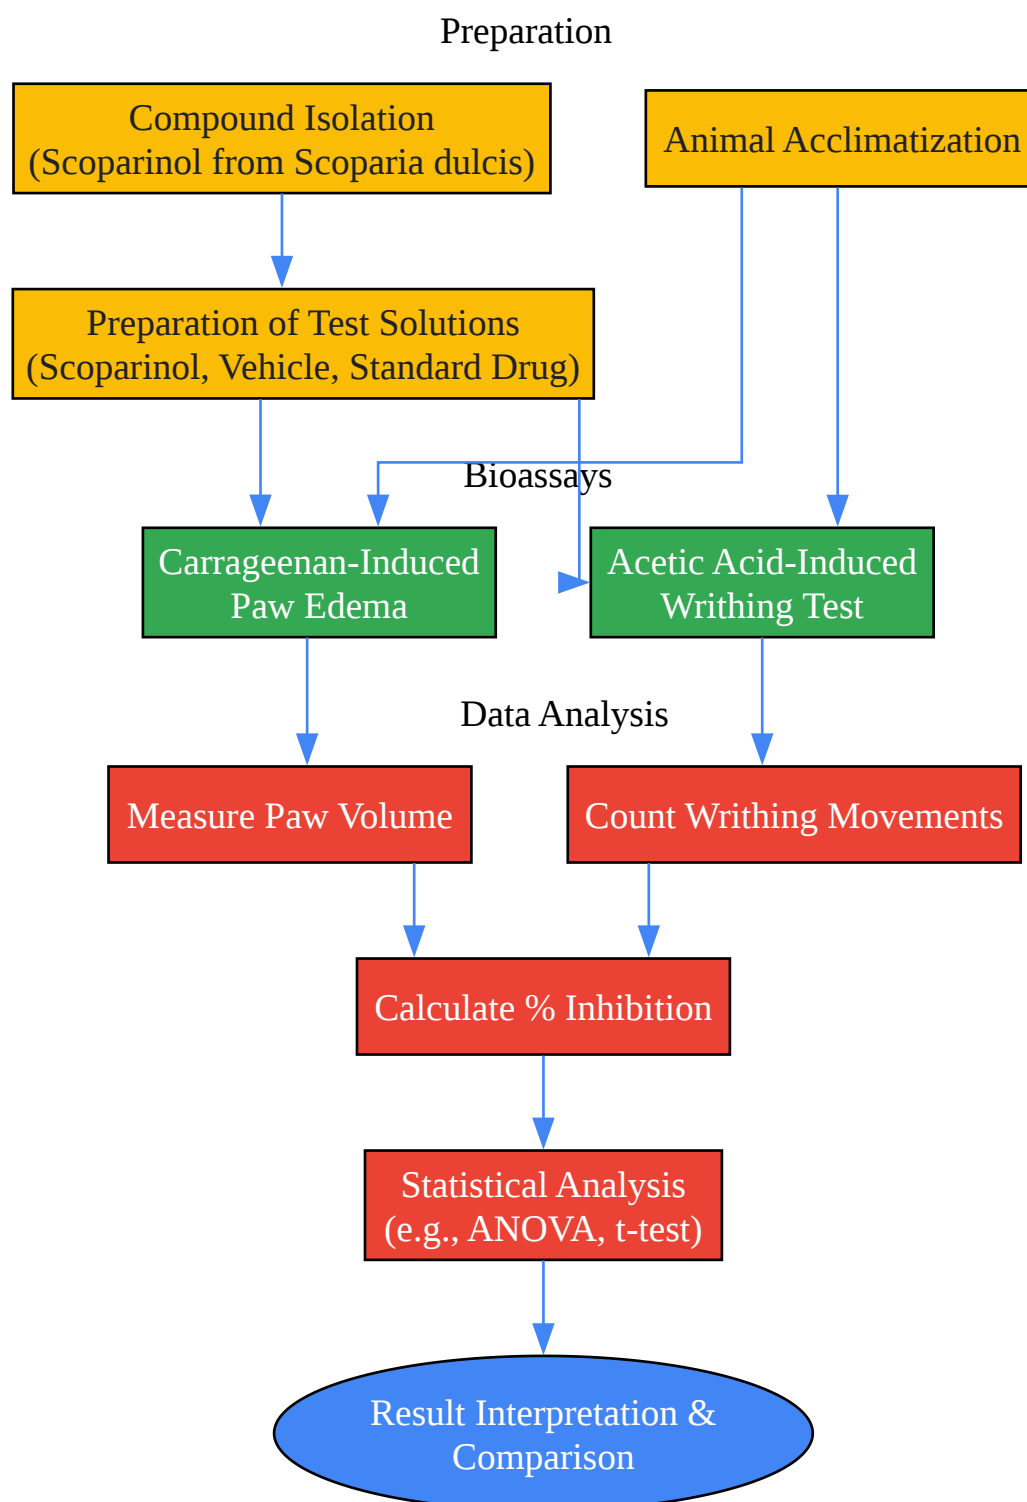 Preparation
Compound Isolation
(Scoparinol from Scoparia dulcis)
Animal Acclimatization
Preparation of Test Solutions
(Scoparinol, Vehicle, Standard Drug)
Bioassays
Carrageenan-Induced
Paw Edema
Acetic Acid-Induced
Writhing Test
Data Analysis
Measure Paw Volume
Count Writhing Movements
Calculate % Inhibition
Statistical Analysis
(e.g., ANOVA, t-test)
Result Interpretation &
Comparison